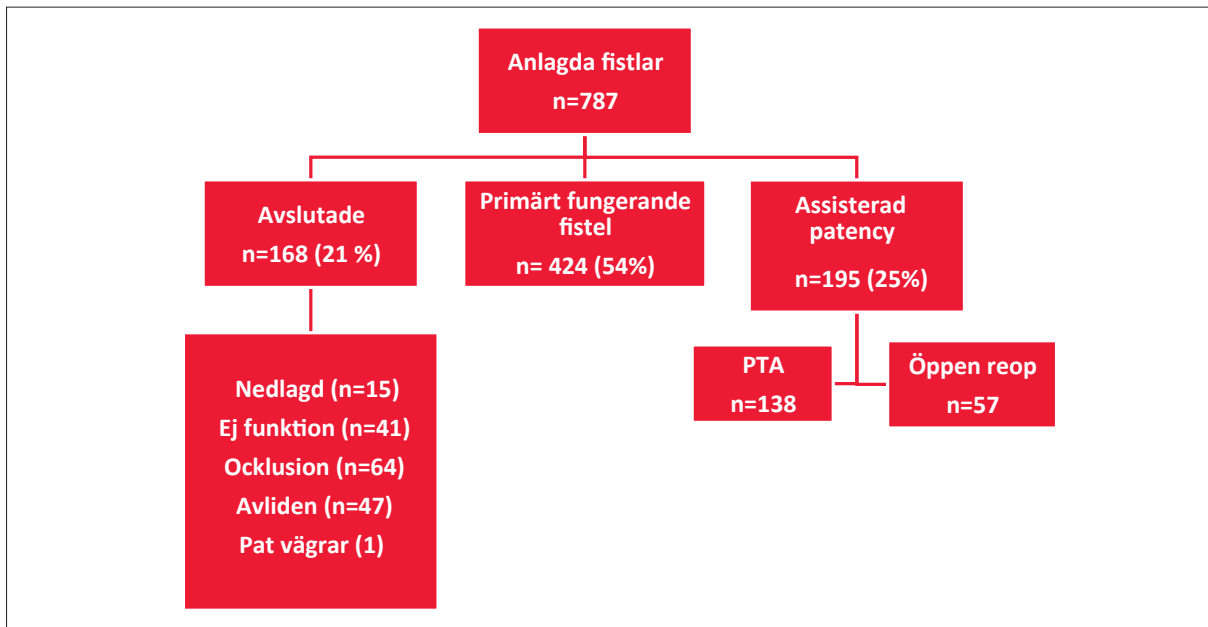 Anlagda fistlar
n=787
Avslutade
n=168 (21 %)
Primärt fungerande
fistel
n= 424 (54%)
Assisterad
patency
n=195 (25%)
Nedlagd (n=15)
Ej funktion (n=41)
Ocklusion (n=64)
Avliden (n=47)
Pat vägrar (1)
PTA
n=138
Öppen reop
n=57